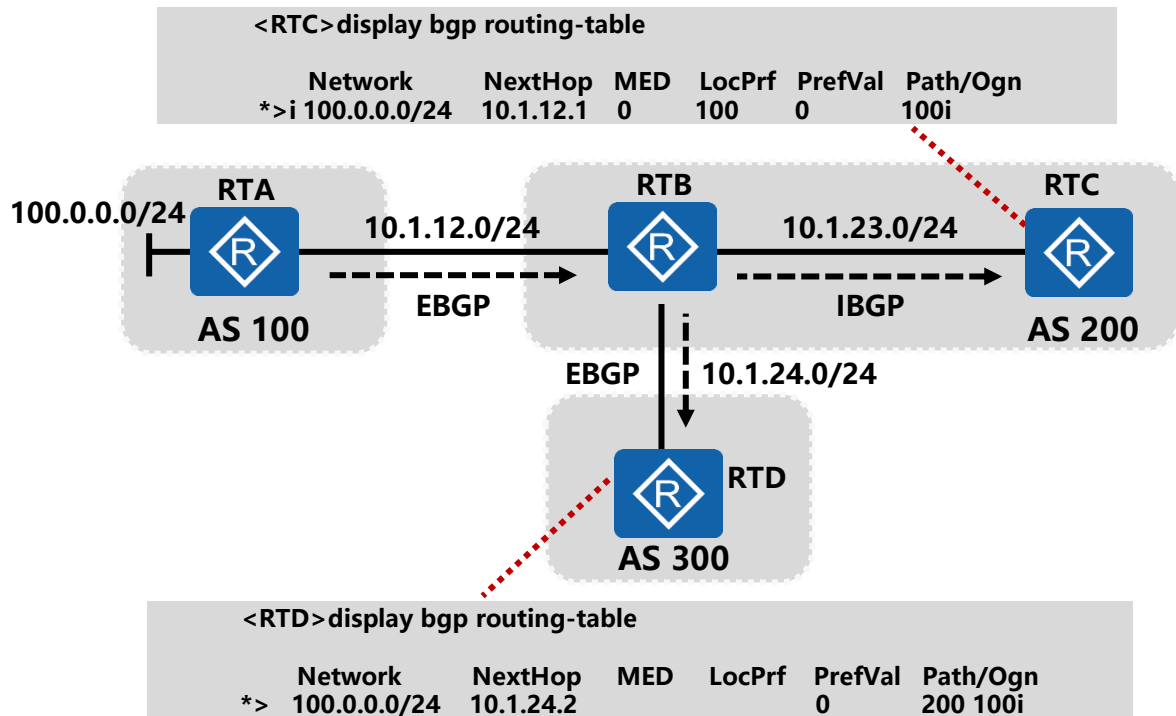 <RTC>display bgp routing-table
Network NextHop MED LocPrf PrefVal Path/Ogn
*>i 100.0.0.0/24 10.1.12.1 0 100 0 100i
RTA
RTB
RTC
100.0.0.0/24
10.1.12.0/24
10.1.23.0/24
R
R
R
EBGP
IBGP
AS 100
AS 200
EBGP
10.1.24.0/24
R
RTD
AS 300
<RTD>display bgp routing-table
Network NextHop MED LocPrf PrefVal Path/Ogn
*> 100.0.0.0/24 10.1.24.2 0 200 100i